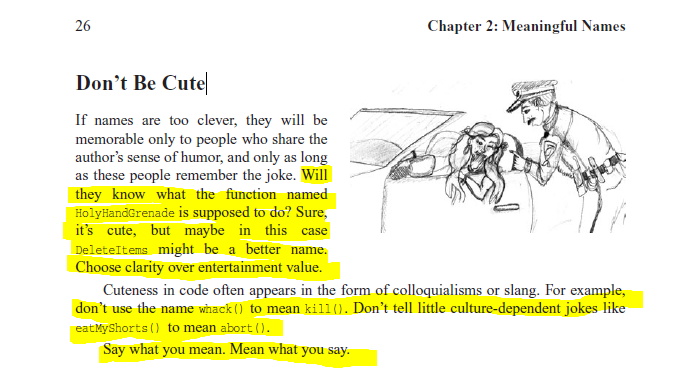 26
Chapter 2: Meaningful Names
Don’t Be Cute
If names are too clever, they will be
memorable only to people who share the
author’s sense of humor, and only as long
as these people remember the joke. Will
they know what the function named
HolyHandGrenade is supposed to do? Sure,
it’s cute, but maybe in this case
DeleteItems might be a better name.
Choose clarity over entertainment value.
Cuteness in code often appears in the form of colloquialisms or slang. For example,
don’t use the name whack() to mean kill(). Don’t tell little culture-dependent jokes like
eatMyShorts() to mean abort().
Say what you mean. Mean what you say.